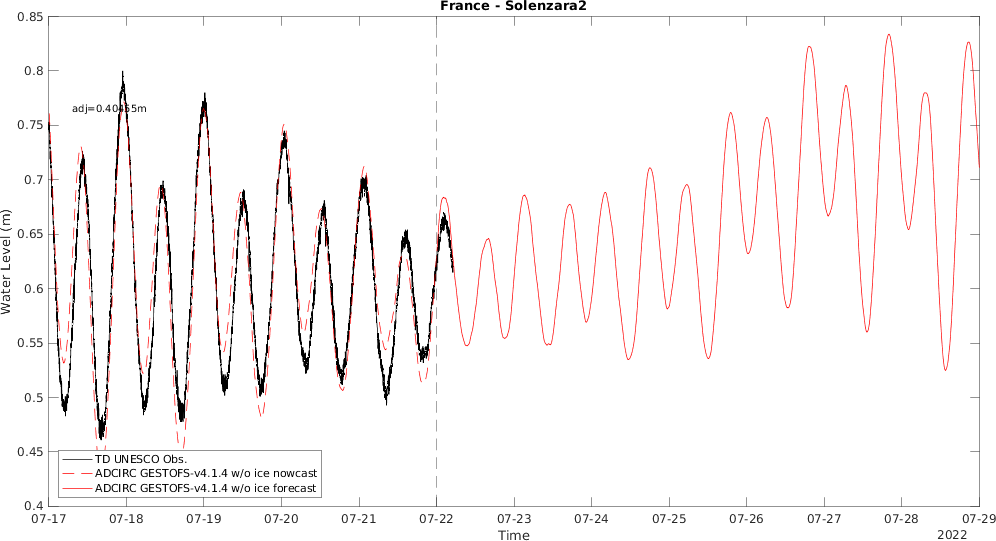 France - Solenzara2
0.85
0.8
0.75
0.7
0.65
0.6
0.55
0.5
0.45
0.4
Water Level (m)
adj=0.40455m
TD UNESCO Obs.
ADCIRC GESTOFS-v4.1.4 w/o ice nowcast
ADCIRC GESTOFS-v4.1.4 w/o ice forecast
07-17 07-18 07-19 07-20 07-21 07-22 07-23 07-24 07-25 07-26 07-27 07-28 07-29
Time
2022